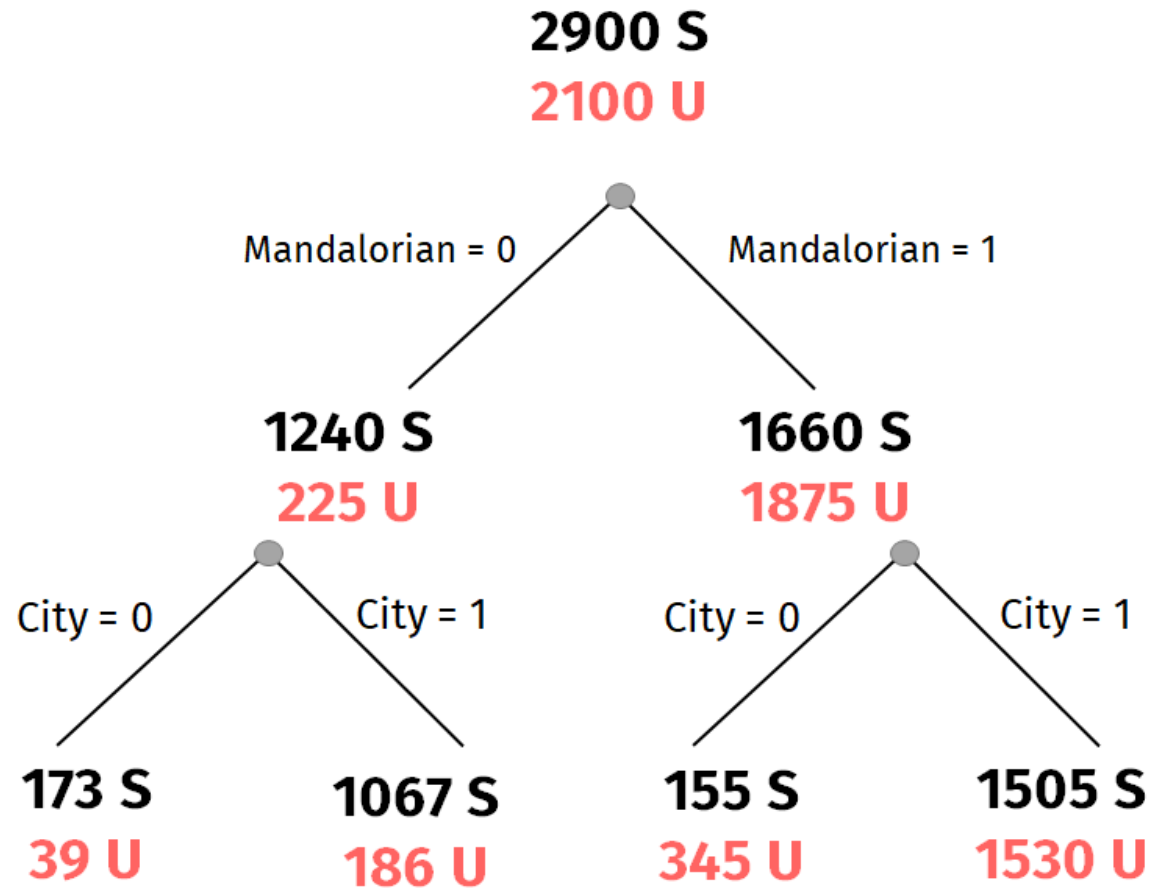 2900 S
2100 U
Mandalorian = 0
Mandalorian = 1
1240 S
225 U
1660 S
1875 U
City = 0
City = 1
City = 0
City = 1
173 S
39 U
1067 S
186 U
155 S
345 U
1505 S
1530 U